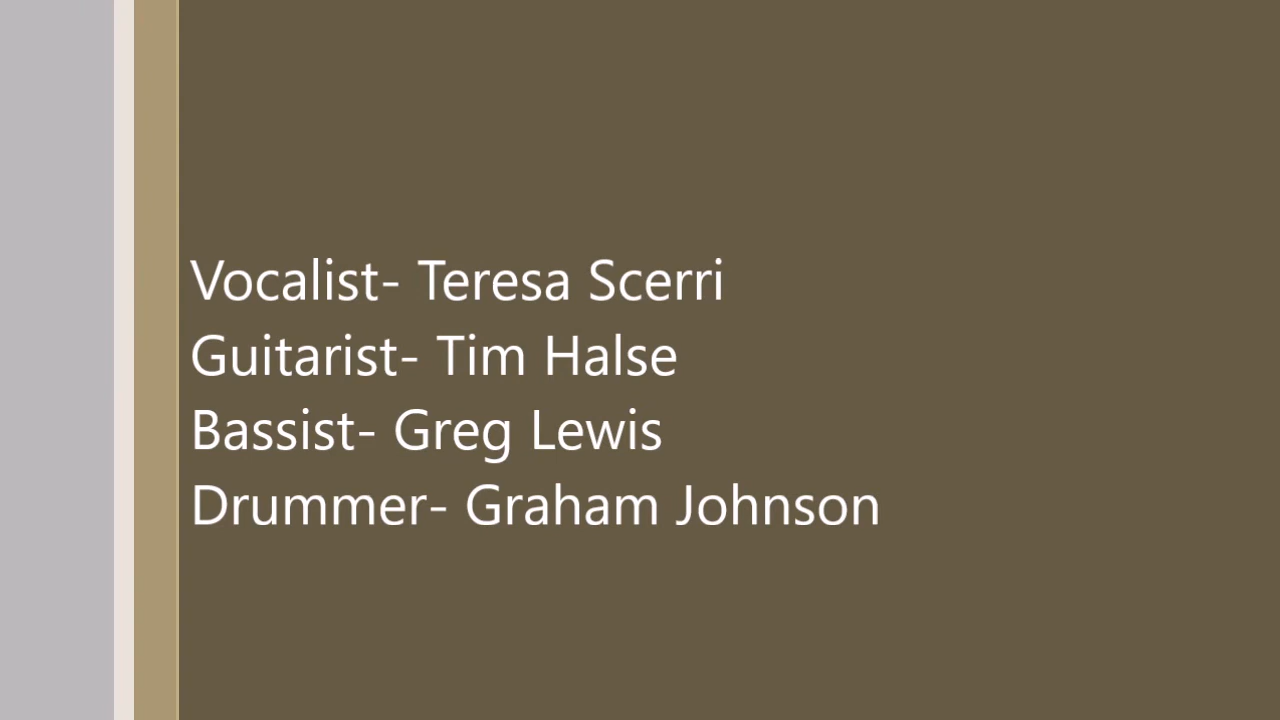 Vocalist- Teresa Scerri
Guitarist- Tim Halse
Bassist- Greg Lewis
Drummer- Graham Johnson